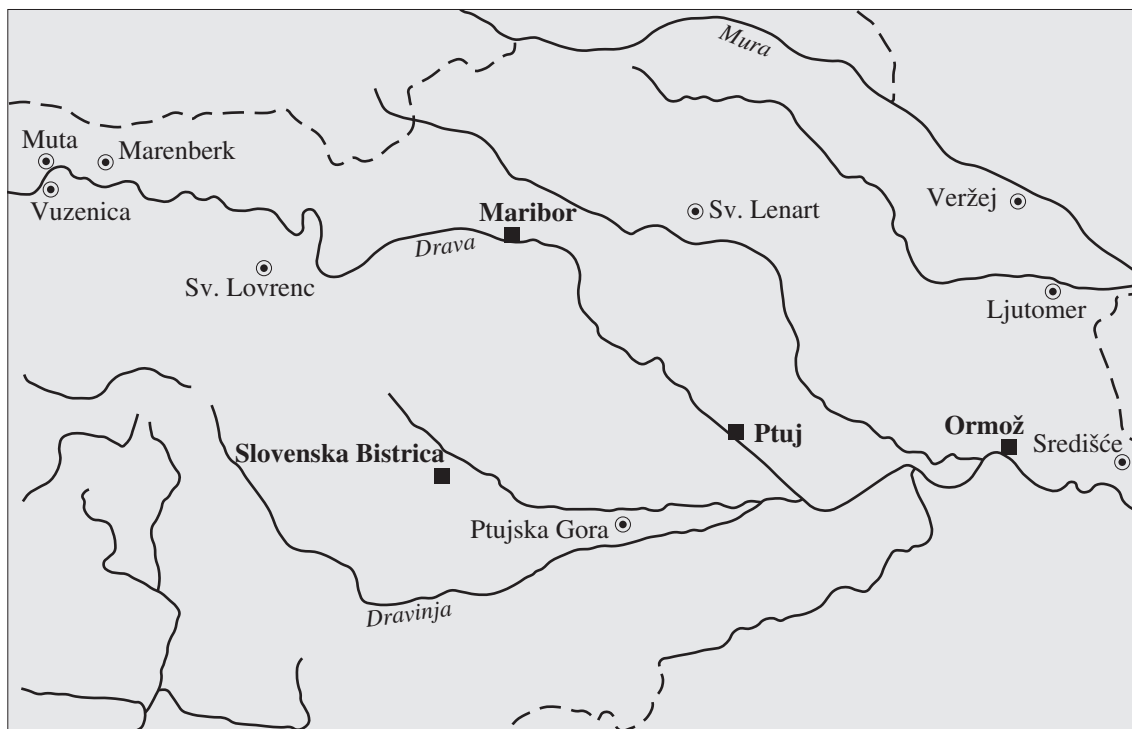 Mura
Muta
Marenberk
Vuzenica
Veržej
Sv. Lenart
Maribor
Drava
Sv. Lovrenc
Ljutomer
Ormož
Ptuj
Središće
Slovenska Bistrica
Ptujska Gora
Dravinja